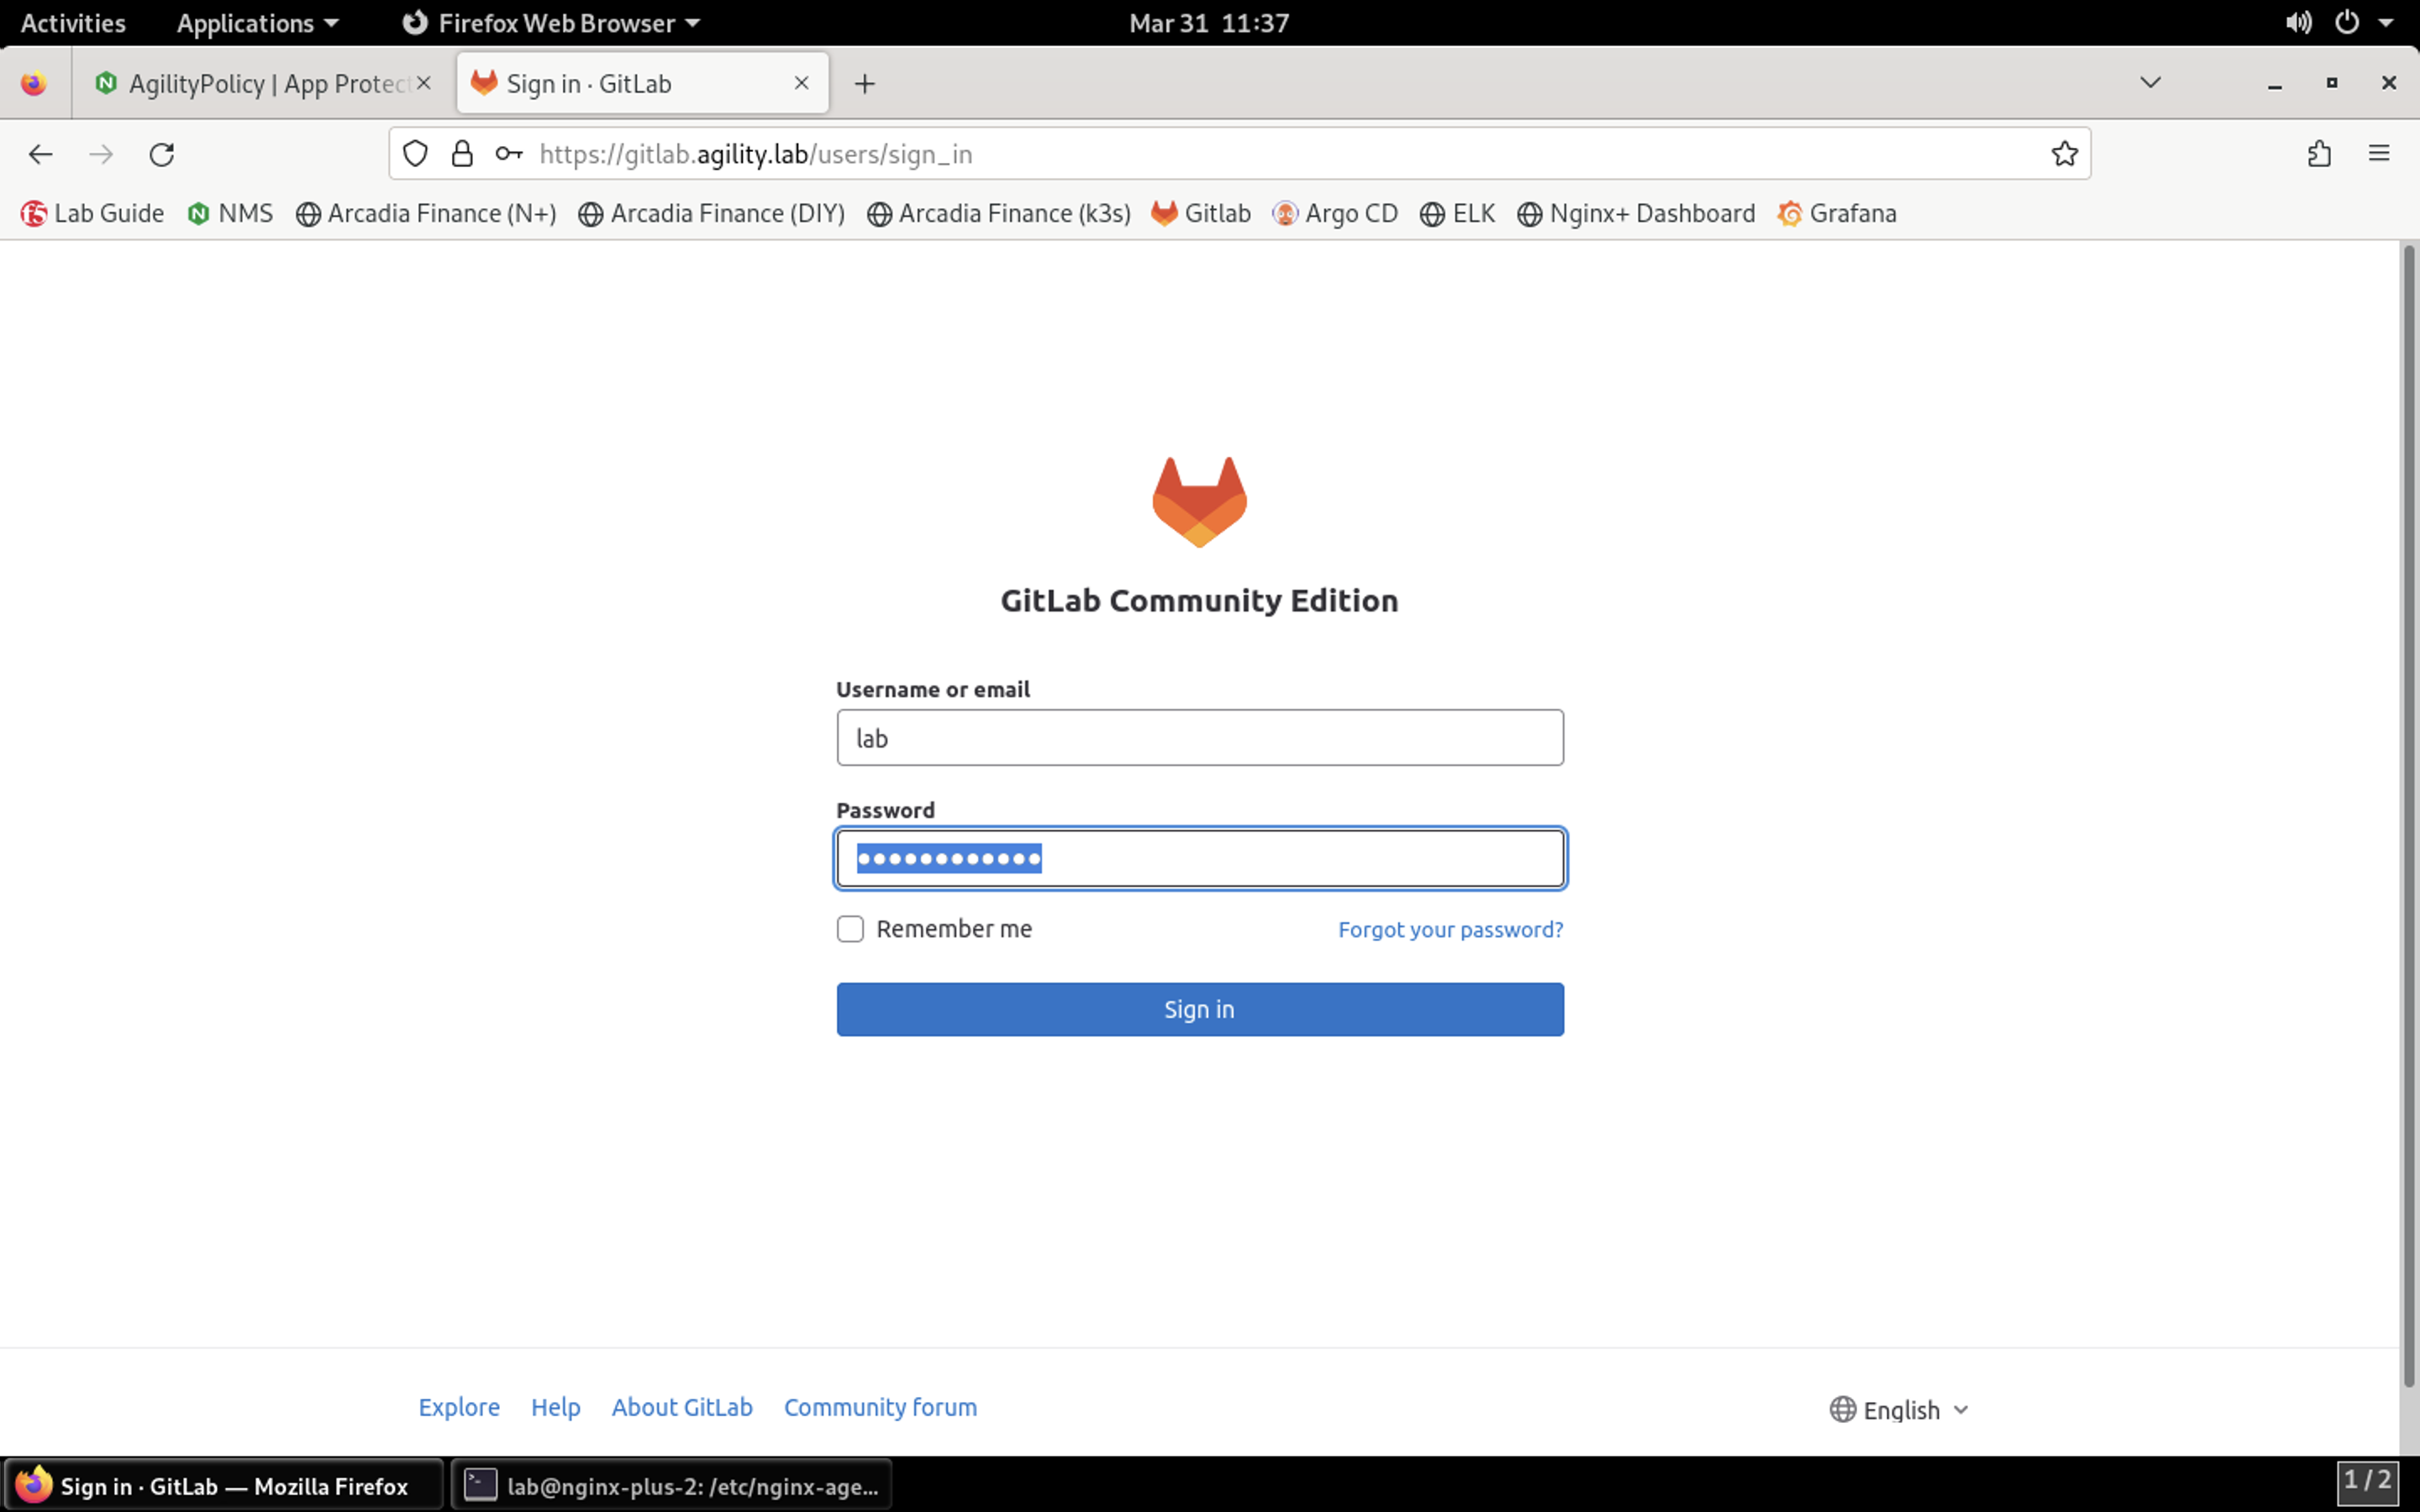 Activities Applications Firefox Web Browser Mar 31 11:37
AgilityPolicy | App Protec Sign in · GitLab
https://gitlab.agility.lab/users/sign_in
Lab Guide NMS Arcadia Finance (N+) Arcadia Finance (DIY) Arcadia Finance (k3s) Gitlab Argo CD ELK Nginx+ Dashboard Grafana
GitLab Community Edition
Username or email
lab
Password
●●●●●●●●●●●●
Remember me Forgot your password?
Sign in
Explore Help About GitLab Community forum English
Sign in · GitLab — Mozilla Firefox lab@nginx-plus-2: /etc/nginx-age... 1 / 2